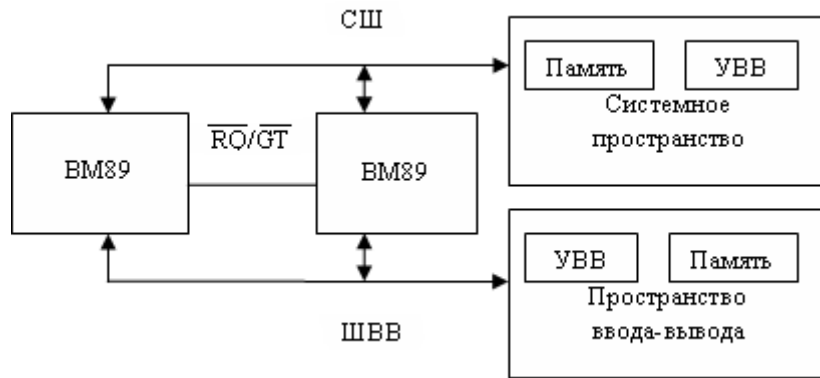 СШ
Память
УВВ
Системное
пространство
RQ/GT
ВМ89
ВМ89
УВВ
Память
Пространство
ввода-вывода
ШВВ